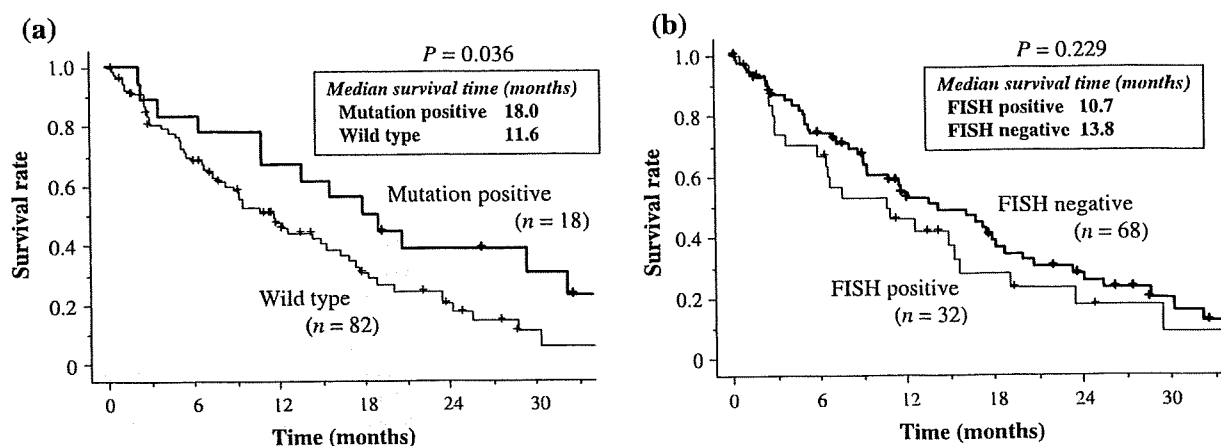 (a)
P = 0.036
Median survival time (months)
Mutation positive 18.0
Wild type 11.6
1.0
0.8
0.6
0.4
0.2
0
Survival rate
Mutation positive
(n = 18)
Wild type
(n = 82)
0 6 12 18 24 30
Time (months)
(b)
P = 0.229
Median survival time (months)
FISH positive 10.7
FISH negative 13.8
1.0
0.8
0.6
0.4
0.2
0
Survival rate
FISH negative
(n = 68)
FISH positive
(n = 32)
0 6 12 18 24 30
Time (months)